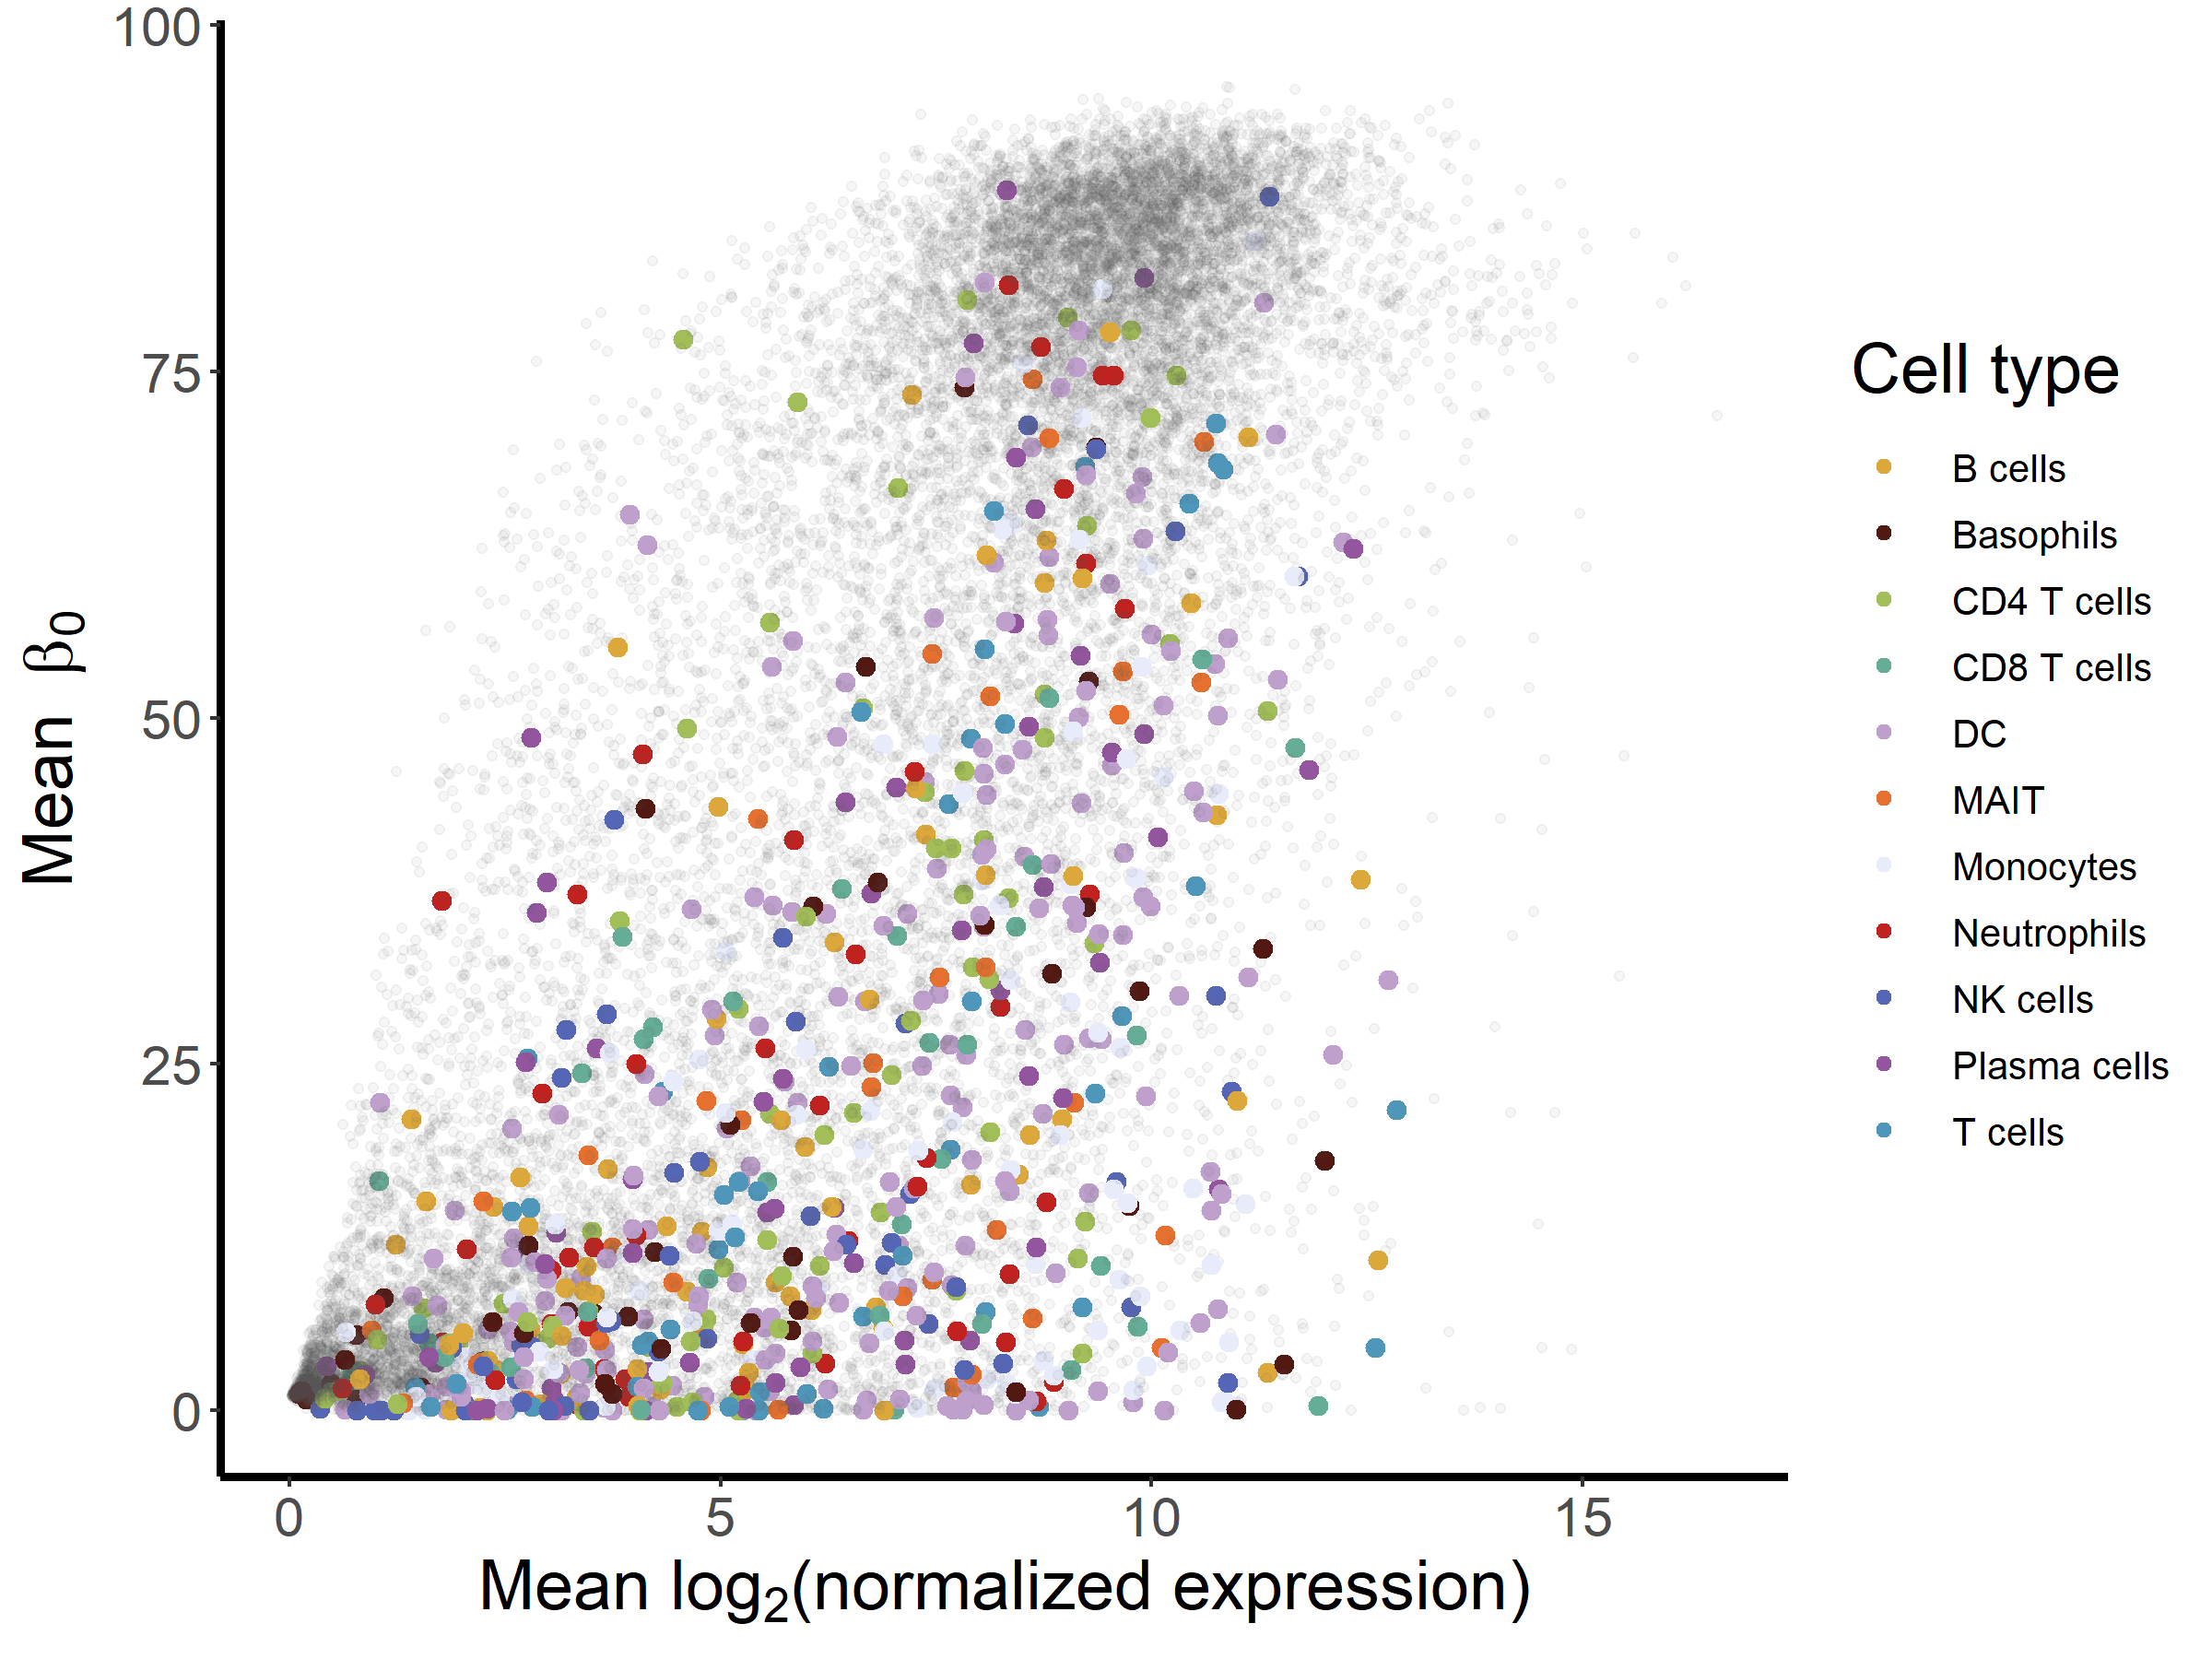 100
75
50
25
0
Mean β₀
0 5 10 15
Mean log₂(normalized expression)
Cell type
B cells
Basophils
CD4 T cells
CD8 T cells
DC
MAIT
Monocytes
Neutrophils
NK cells
Plasma cells
T cells